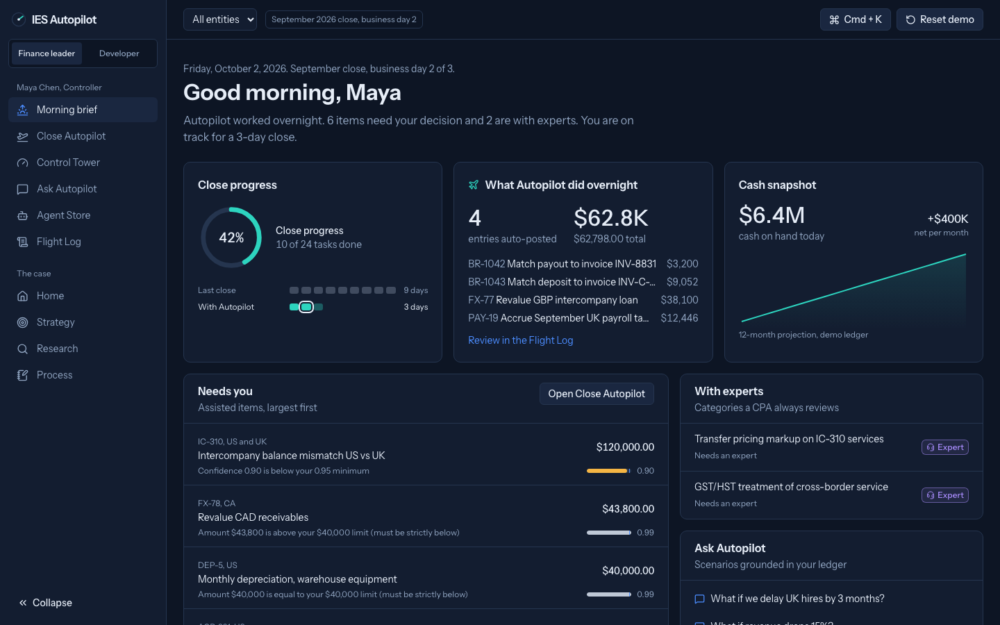 IES Autopilot
Finance leader
Developer
Maya Chen, Controller
Morning brief
Close Autopilot
Control Tower
Ask Autopilot
Agent Store
Flight Log
The case
Home
Strategy
Research
Process
Collapse
All entities
September 2026 close, business day 2
Cmd + K
Reset demo
Friday, October 2, 2026. September close, business day 2 of 3.
Good morning, Maya
Autopilot worked overnight. 6 items need your decision and 2 are with experts. You are on
track for a 3-day close.
Close progress
42%
Close progress
10 of 24 tasks done
Last close
9 days
With Autopilot
3 days
What Autopilot did overnight
4
entries auto-posted
$62.8K
$62,798.00 total
BR-1042 Match payout to invoice INV-8831 $3,200
BR-1043 Match deposit to invoice INV-C-... $9,052
FX-77 Revalue GBP intercompany loan $38,100
PAY-19 Accrue September UK payroll ta... $12,446
Review in the Flight Log
Cash snapshot
$6.4M
cash on hand today
+$400K
net per month
12-month projection, demo ledger
Needs you
Assisted items, largest first
Open Close Autopilot
IC-310, US and UK
Intercompany balance mismatch US vs UK
Confidence 0.90 is below your 0.95 minimum
$120,000.00
0.90
FX-78, CA
Revalue CAD receivables
Amount $43,800 is above your $40,000 limit (must be strictly below)
$43,800.00
0.99
DEP-5, US
Monthly depreciation, warehouse equipment
Amount $40,000 is equal to your $40,000 limit (must be strictly below)
$40,000.00
0.99
With experts
Categories a CPA always reviews
Transfer pricing markup on IC-310 services
Needs an expert
Expert
GST/HST treatment of cross-border service
Needs an expert
Expert
Ask Autopilot
Scenarios grounded in your ledger
What if we delay UK hires by 3 months?
What if revenue drops 15%?